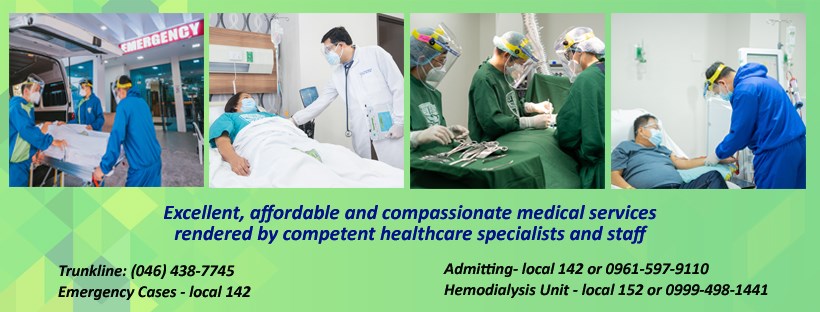 EMERGENCY
Excellent, affordable and compassionate medical services
rendered by competent healthcare specialists and staff
Trunkline: (046) 438-7745
Emergency Cases - local 142
Admitting- local 142 or 0961-597-9110
Hemodialysis Unit - local 152 or 0999-498-1441